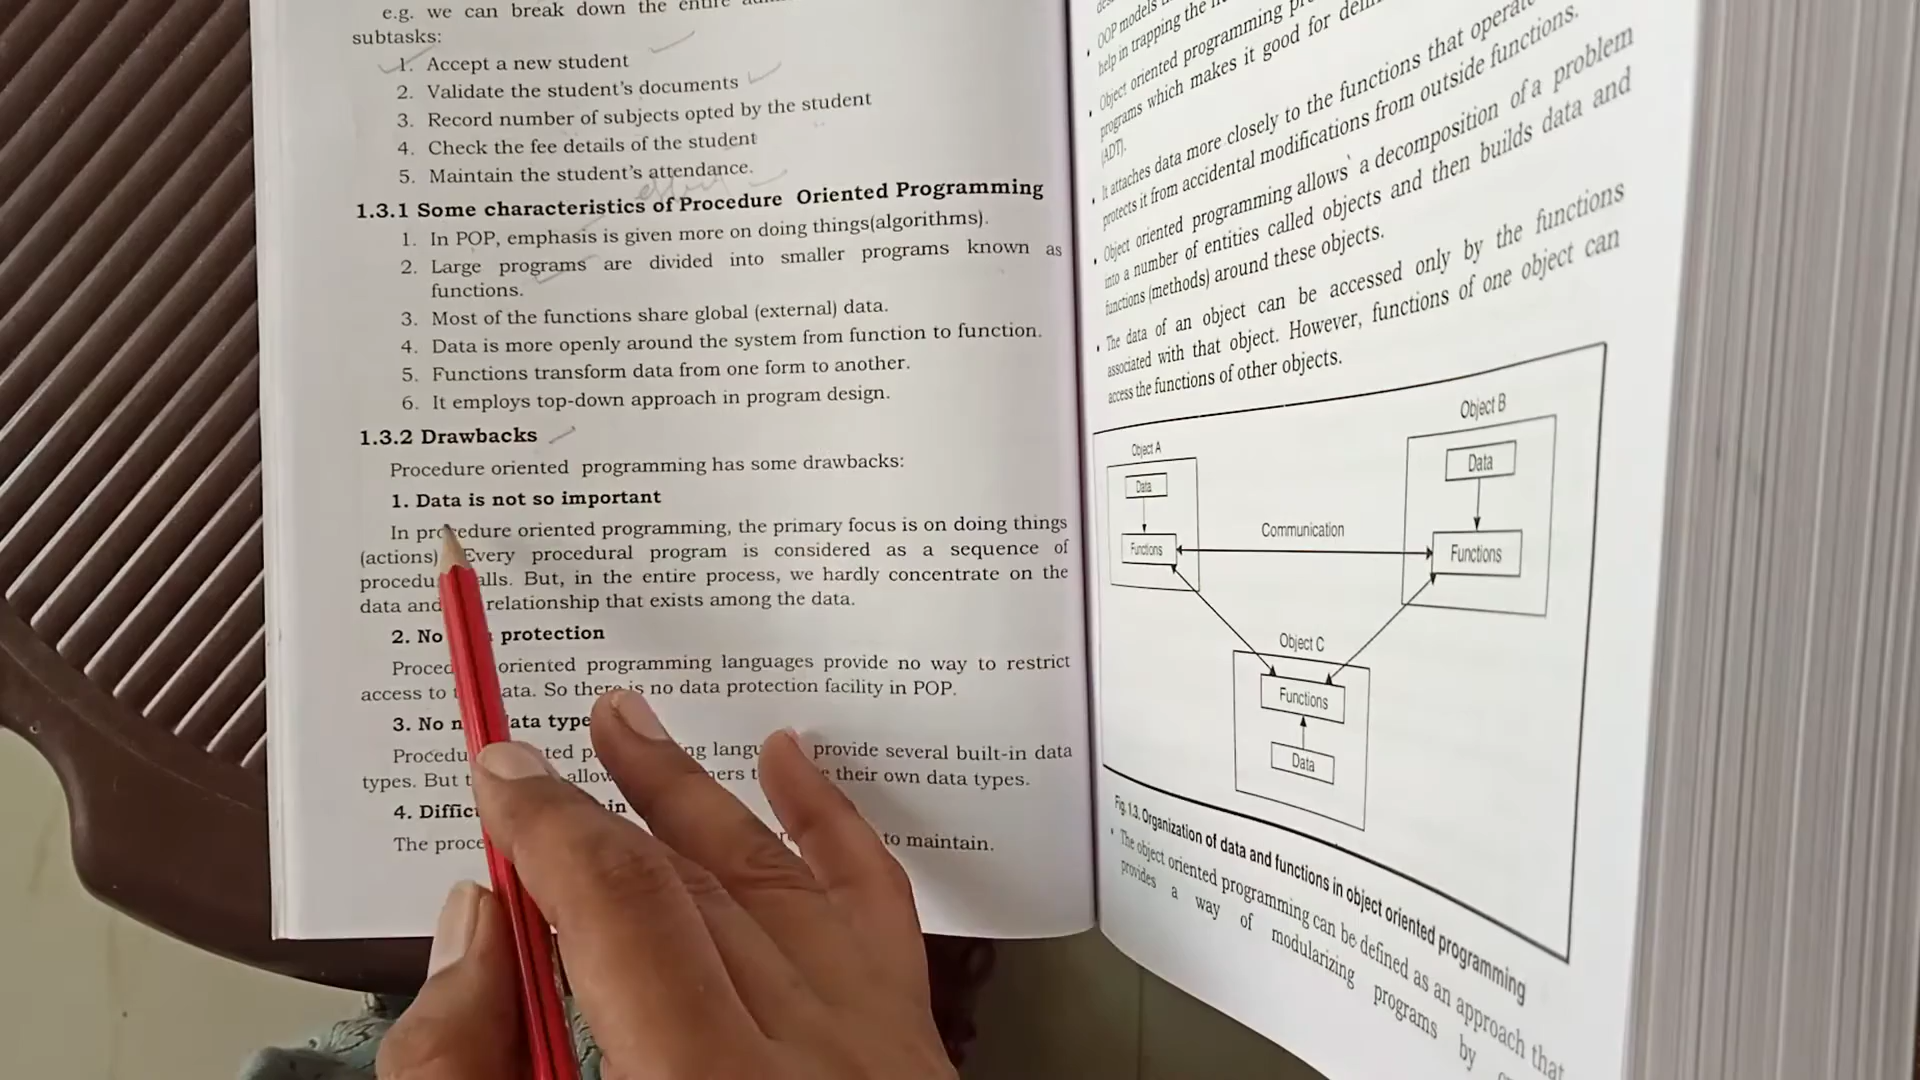 e.g. we can break down the entire
subtasks:
1. Accept a new student
2. Validate the student's documents
3. Record number of subjects opted by the student
4. Check the fee details of the student
5. Maintain the student's attendance.
1.3.1 Some characteristics of Procedure Oriented Programming
1. In POP, emphasis is given more on doing things(algorithms).
2. Large programs are divided into smaller programs known as
functions.
3. Most of the functions share global (external) data.
4. Data is more openly around the system from function to function.
5. Functions transform data from one form to another.
6. It employs top-down approach in program design.
1.3.2 Drawbacks
Procedure oriented programming has some drawbacks:
1. Data is not so important
In procedure oriented programming, the primary focus is on doing things
(actions) Every procedural program is considered as a sequence of
But, in the entire process, we hardly concentrate on the
data and relationship that exists among the data.
2. No protection
oriented programming languages provide no way to restrict
access to So there is no data protection facility in POP.
3. No data type
provide several built-in data
types. But their own data types.
4.
The to maintain.
OOP models
help in trapping the
Object oriented programming
programs which makes it good for
(ADT).
It attaches data more closely to the functions that operate
protects it from accidental modifications from outside functions.
Object oriented programming allows a decomposition of a problem
into a number of entities called objects and then builds data and
functions (methods) around these objects.
The data of an object can be accessed only by the functions
associated with that object. However, functions of one object can
access the functions of other objects.
Object A
Object B
Data
Data
Communication
Functions
Functions
Object C
Functions
Data
Fig. 1.3. Organization of data and functions in object oriented programming
• The object oriented programming can be defined as an approach that
provides a way of modularizing programs by